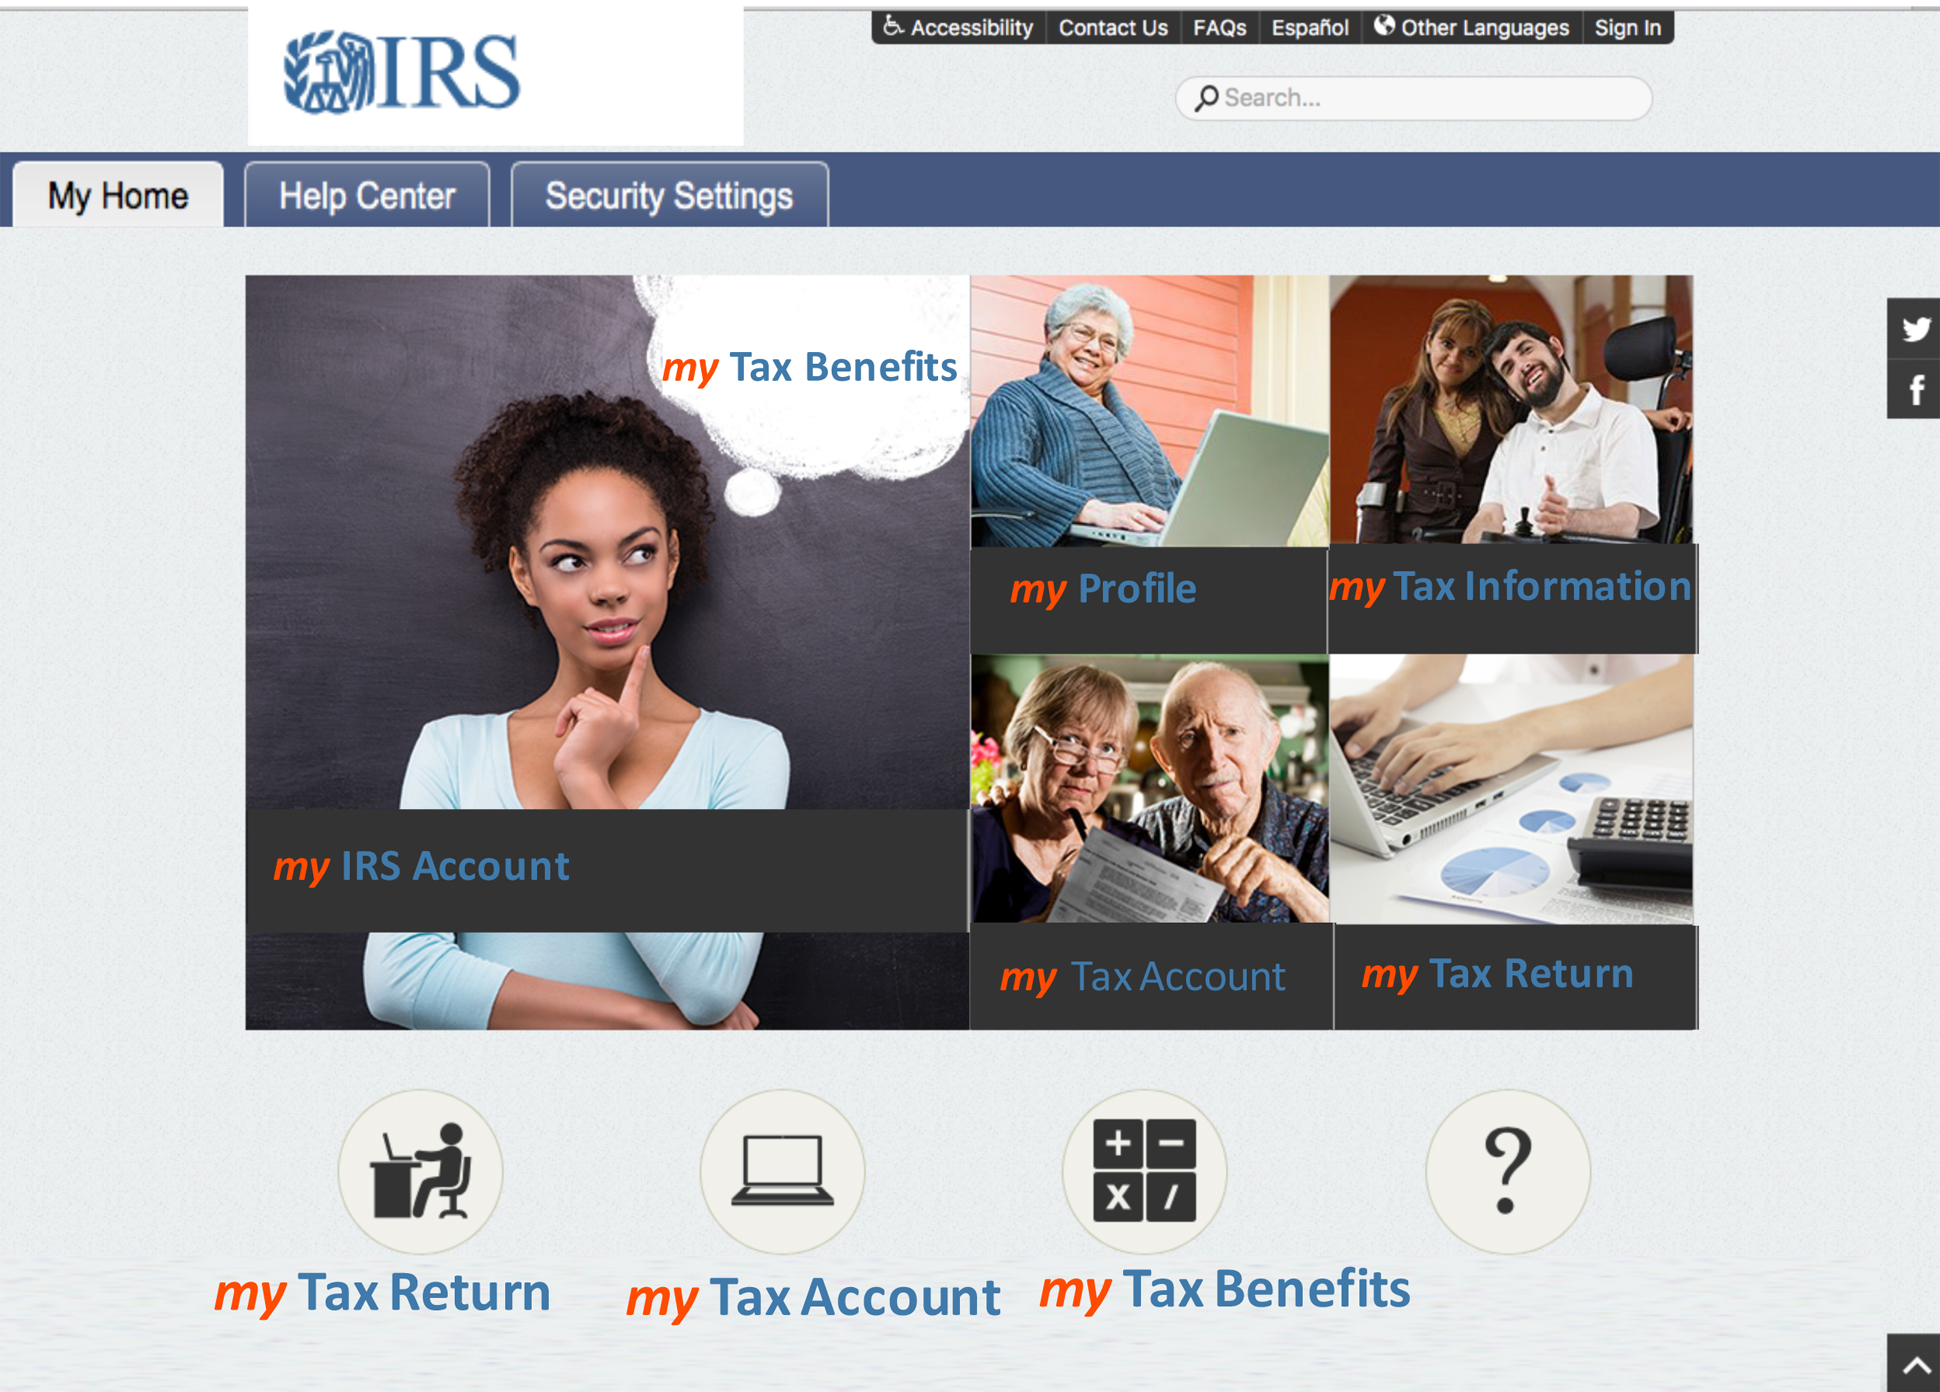 IRS
Accessibility Contact Us FAQs Español Other Languages Sign In
Search...
My Home Help Center Security Settings
my Tax Benefits
my Profile
my Tax Information
my IRS Account
my Tax Account
my Tax Return
+ −
x /
?
my Tax Return
my Tax Account
my Tax Benefits